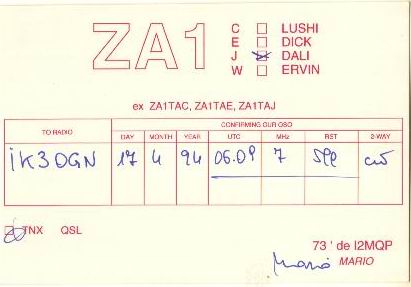 ZA1
C LUSHI
E DICK
J DALI
W ERVIN
ex ZA1TAC, ZA1TAE, ZA1TAJ
CONFIRMING OUR QSO
TO RADIO DAY MONTH YEAR UTC MHz RST 2-WAY
IK3OGN 17 4 94 06.09 7 599 cw
TNX QSL
73 ' de I2MQP
Mario MARIO